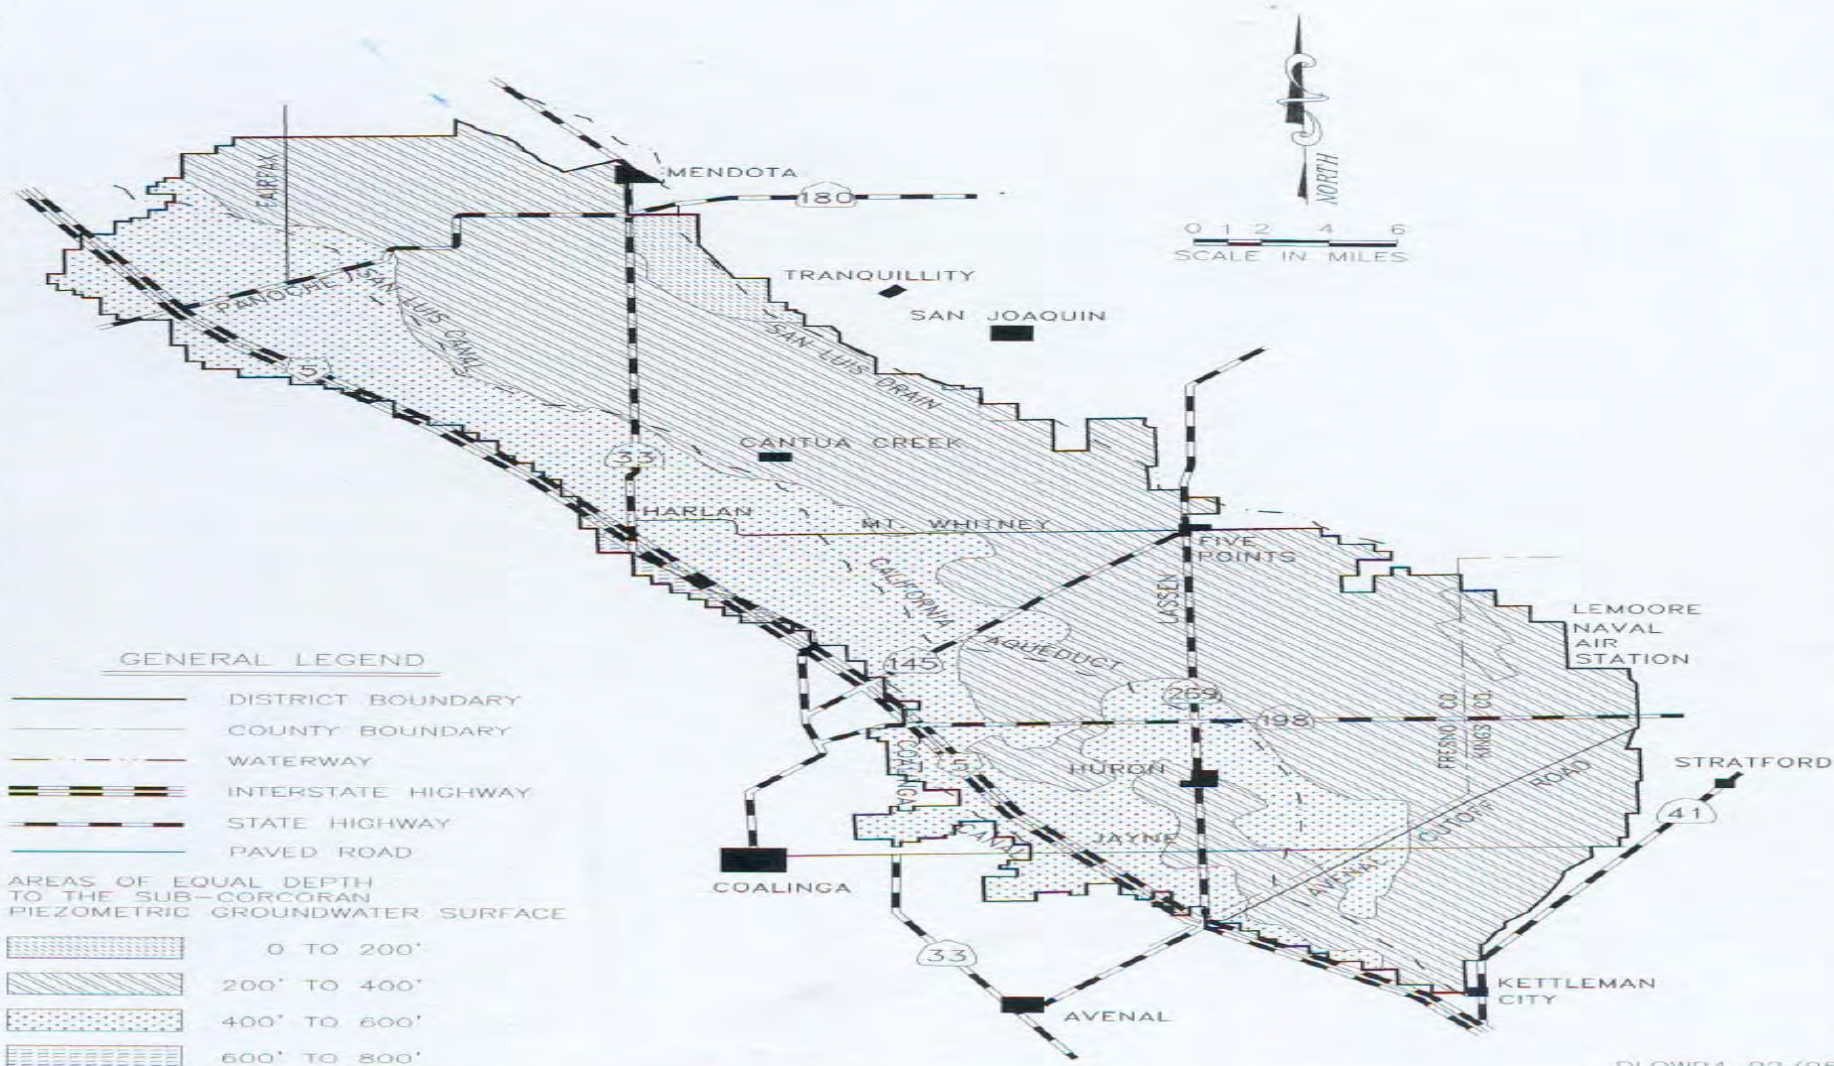 NORTH
0 1 2 4 6
SCALE IN MILES
MENDOTA
180
FAIRFAX
TRANQUILLITY
SAN JOAQUIN
PANOCHE
SAN LUIS CANAL
SAN LUIS DRAIN
5
CANTUA CREEK
33
HARLAN
MT. WHITNEY
FIVE
POINTS
CALIFORNIA
AQUEDUCT
LASSEN
LEMOORE
NAVAL
AIR
STATION
145
269
198
FRESNO CO.
KINGS CO.
COALINGA
CANAL
5
HURON
STRATFORD
41
JAYNE
AVENAL CUTOFF ROAD
COALINGA
33
AVENAL
KETTLEMAN
CITY
GENERAL LEGEND
DISTRICT BOUNDARY
COUNTY BOUNDARY
WATERWAY
INTERSTATE HIGHWAY
STATE HIGHWAY
PAVED ROAD
AREAS OF EQUAL DEPTH
TO THE SUB-CORCORAN
PIEZOMETRIC GROUNDWATER SURFACE
0 TO 200'
200' TO 400'
400' TO 600'
600' TO 800'